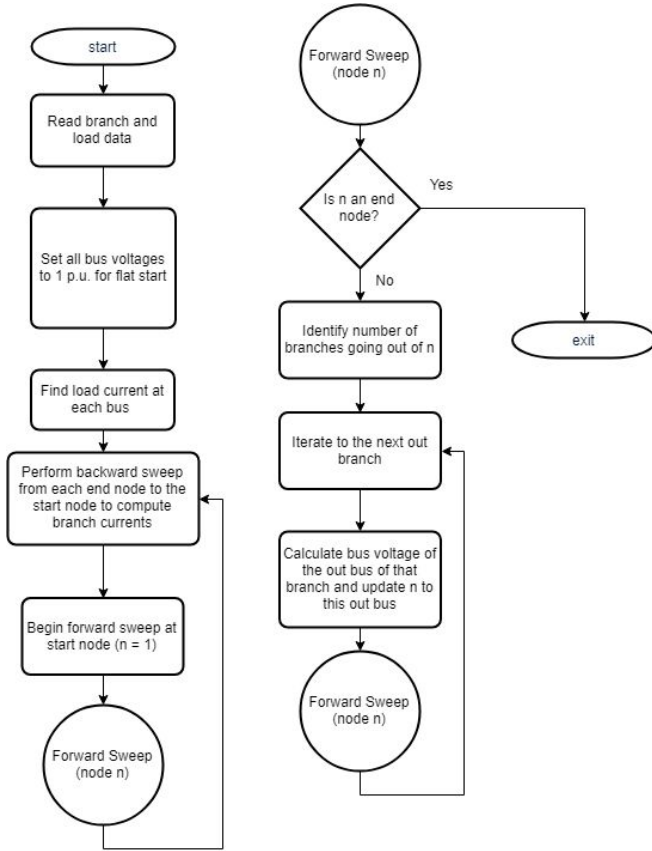 start
Read branch and
load data
Set all bus voltages
to 1 p.u. for flat start
Find load current at
each bus
Perform backward sweep
from each end node to the
start node to compute
branch currents
Begin forward sweep at
start node (n = 1)
Forward Sweep
(node n)
Forward Sweep
(node n)
Is n an end
node?
Yes
No
exit
Identify number of
branches going out of n
Iterate to the next out
branch
Calculate bus voltage of
the out bus of that
branch and update n to
this out bus
Forward Sweep
(node n)